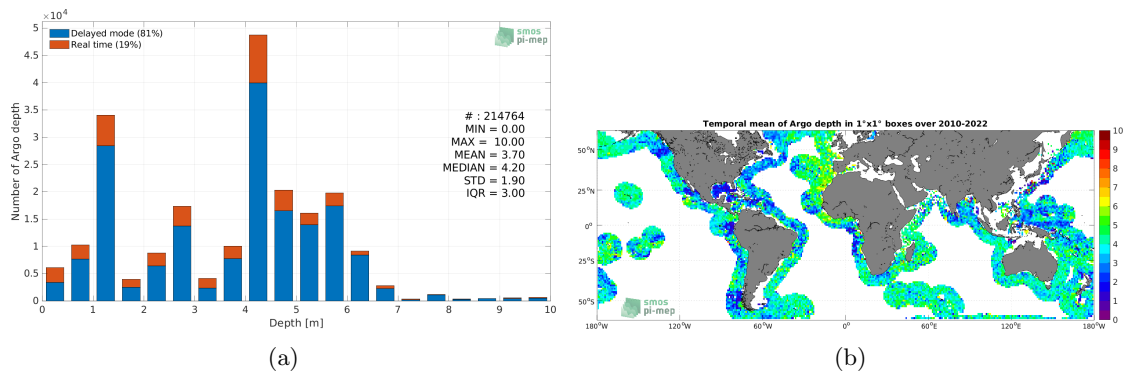 ×10⁴
Delayed mode (81%)
Real time (19%)
smos
pi-mep
# : 214764
MIN = 0.00
MAX = 10.00
MEAN = 3.70
MEDIAN = 4.20
STD = 1.90
IQR = 3.00
Number of Argo depth
5
4.5
4
3.5
3
2.5
2
1.5
1
0.5
0
0 1 2 3 4 5 6 7 8 9 10
Depth [m]
(a)
Temporal mean of Argo depth in 1°x1° boxes over 2010-2022
50°N
25°N
0°
25°S
50°S
smos
pi-mep
180°W 120°W 60°W 0° 60°E 120°E 180°W
10
9
8
7
6
5
4
3
2
1
0
(b)